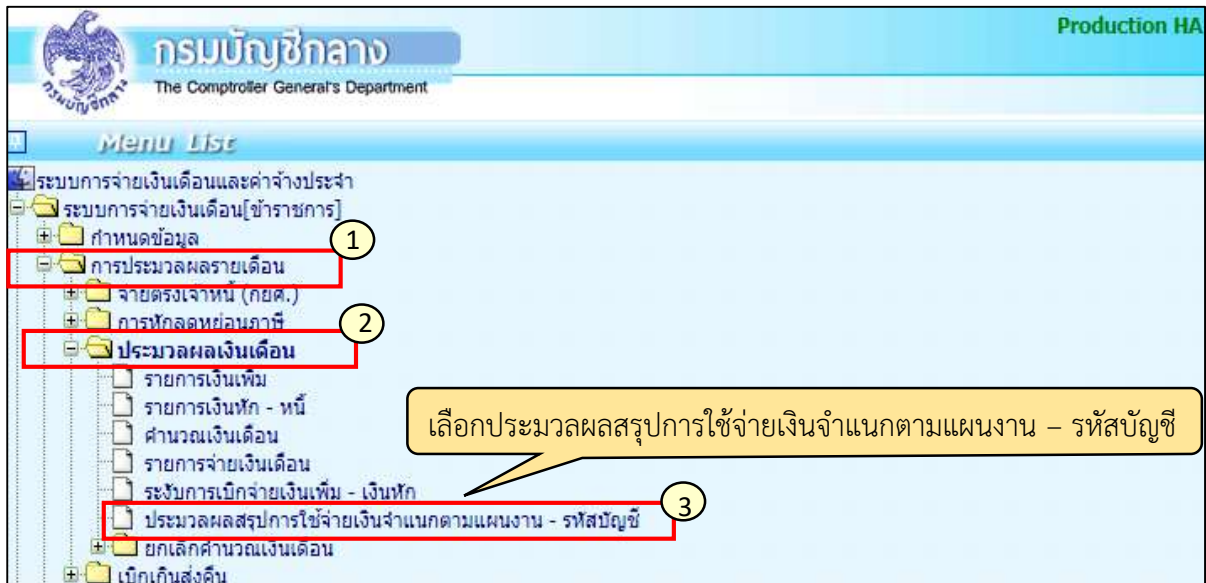 Production HA
กรมบัญชีกลาง
The Comptroller General's Department
กรมบัญชีกลาง
Menu List
ระบบการจ่ายเงินเดือนและค่าจ้างประจำ
ระบบการจ่ายเงินเดือน[ข้าราชการ]
กำหนดข้อมูล
1
การประมวลผลรายเดือน
จ่ายตรงเจ้าหนี้ (กยศ.)
การหักลดหย่อนภาษี
2
ประมวลผลเงินเดือน
รายการเงินเพิ่ม
รายการเงินหัก - หนี้
เลือกประมวลผลสรุปการใช้จ่ายเงินจำแนกตามแผนงาน – รหัสบัญชี
คำนวณเงินเดือน
รายการจ่ายเงินเดือน
ระงับการเบิกจ่ายเงินเพิ่ม - เงินหัก
3
ประมวลผลสรุปการใช้จ่ายเงินจำแนกตามแผนงาน - รหัสบัญชี
ยกเลิกคำนวณเงินเดือน
เบิกเกินส่งคืน